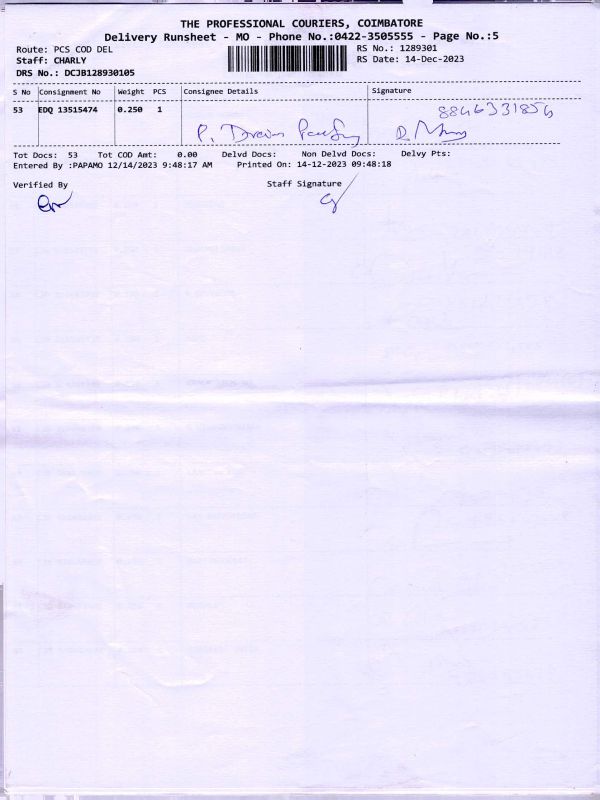 THE PROFESSIONAL COURIERS, COIMBATORE
Delivery Runsheet - MO - Phone No.:0422-3505555 - Page No.:5
Route: PCS COD DEL RS No.: 1289301
Staff: CHARLY RS Date: 14-Dec-2023
DRS No.: DCJB128930105
S No Consignment No Weight PCS Consignee Details Signature
53 EDQ 13515474 0.250 1
P.
Tot Docs: 53 Tot COD Amt: 0.00 Delvd Docs: Non Delvd Docs: Delvy Pts:
Entered By :PAPAMO 12/14/2023 9:48:17 AM Printed On: 14-12-2023 09:48:18
Verified By Staff Signature